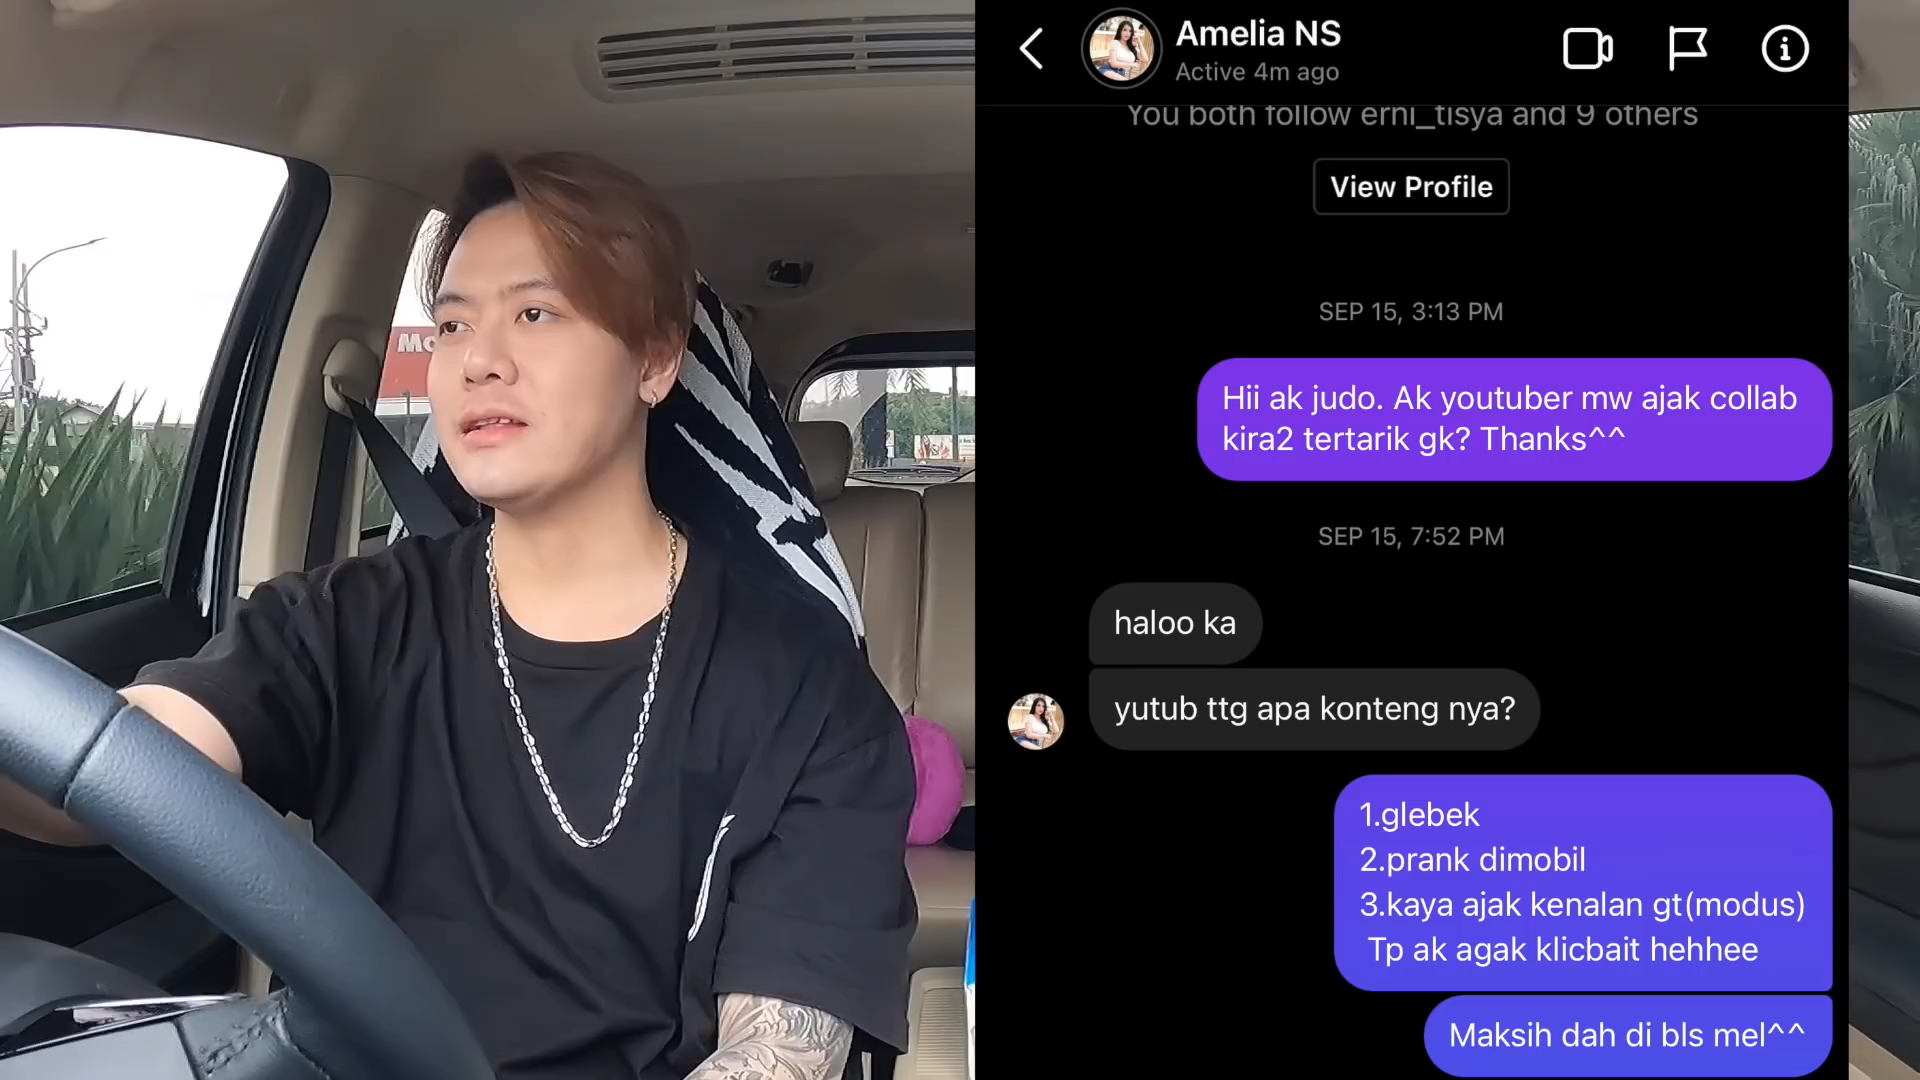 Amelia NS
Active 4m ago
You both follow erni_tisya and 9 others
View Profile
SEP 15, 3:13 PM
Hii ak judo. Ak youtuber mw ajak collab
kira2 tertarik gk? Thanks^^
SEP 15, 7:52 PM
haloo ka
yutub ttg apa konteng nya?
1.glebek
2.prank dimobil
3.kaya ajak kenalan gt(modus)
Tp ak agak klicbait hehhee
Maksih dah di bls mel^^